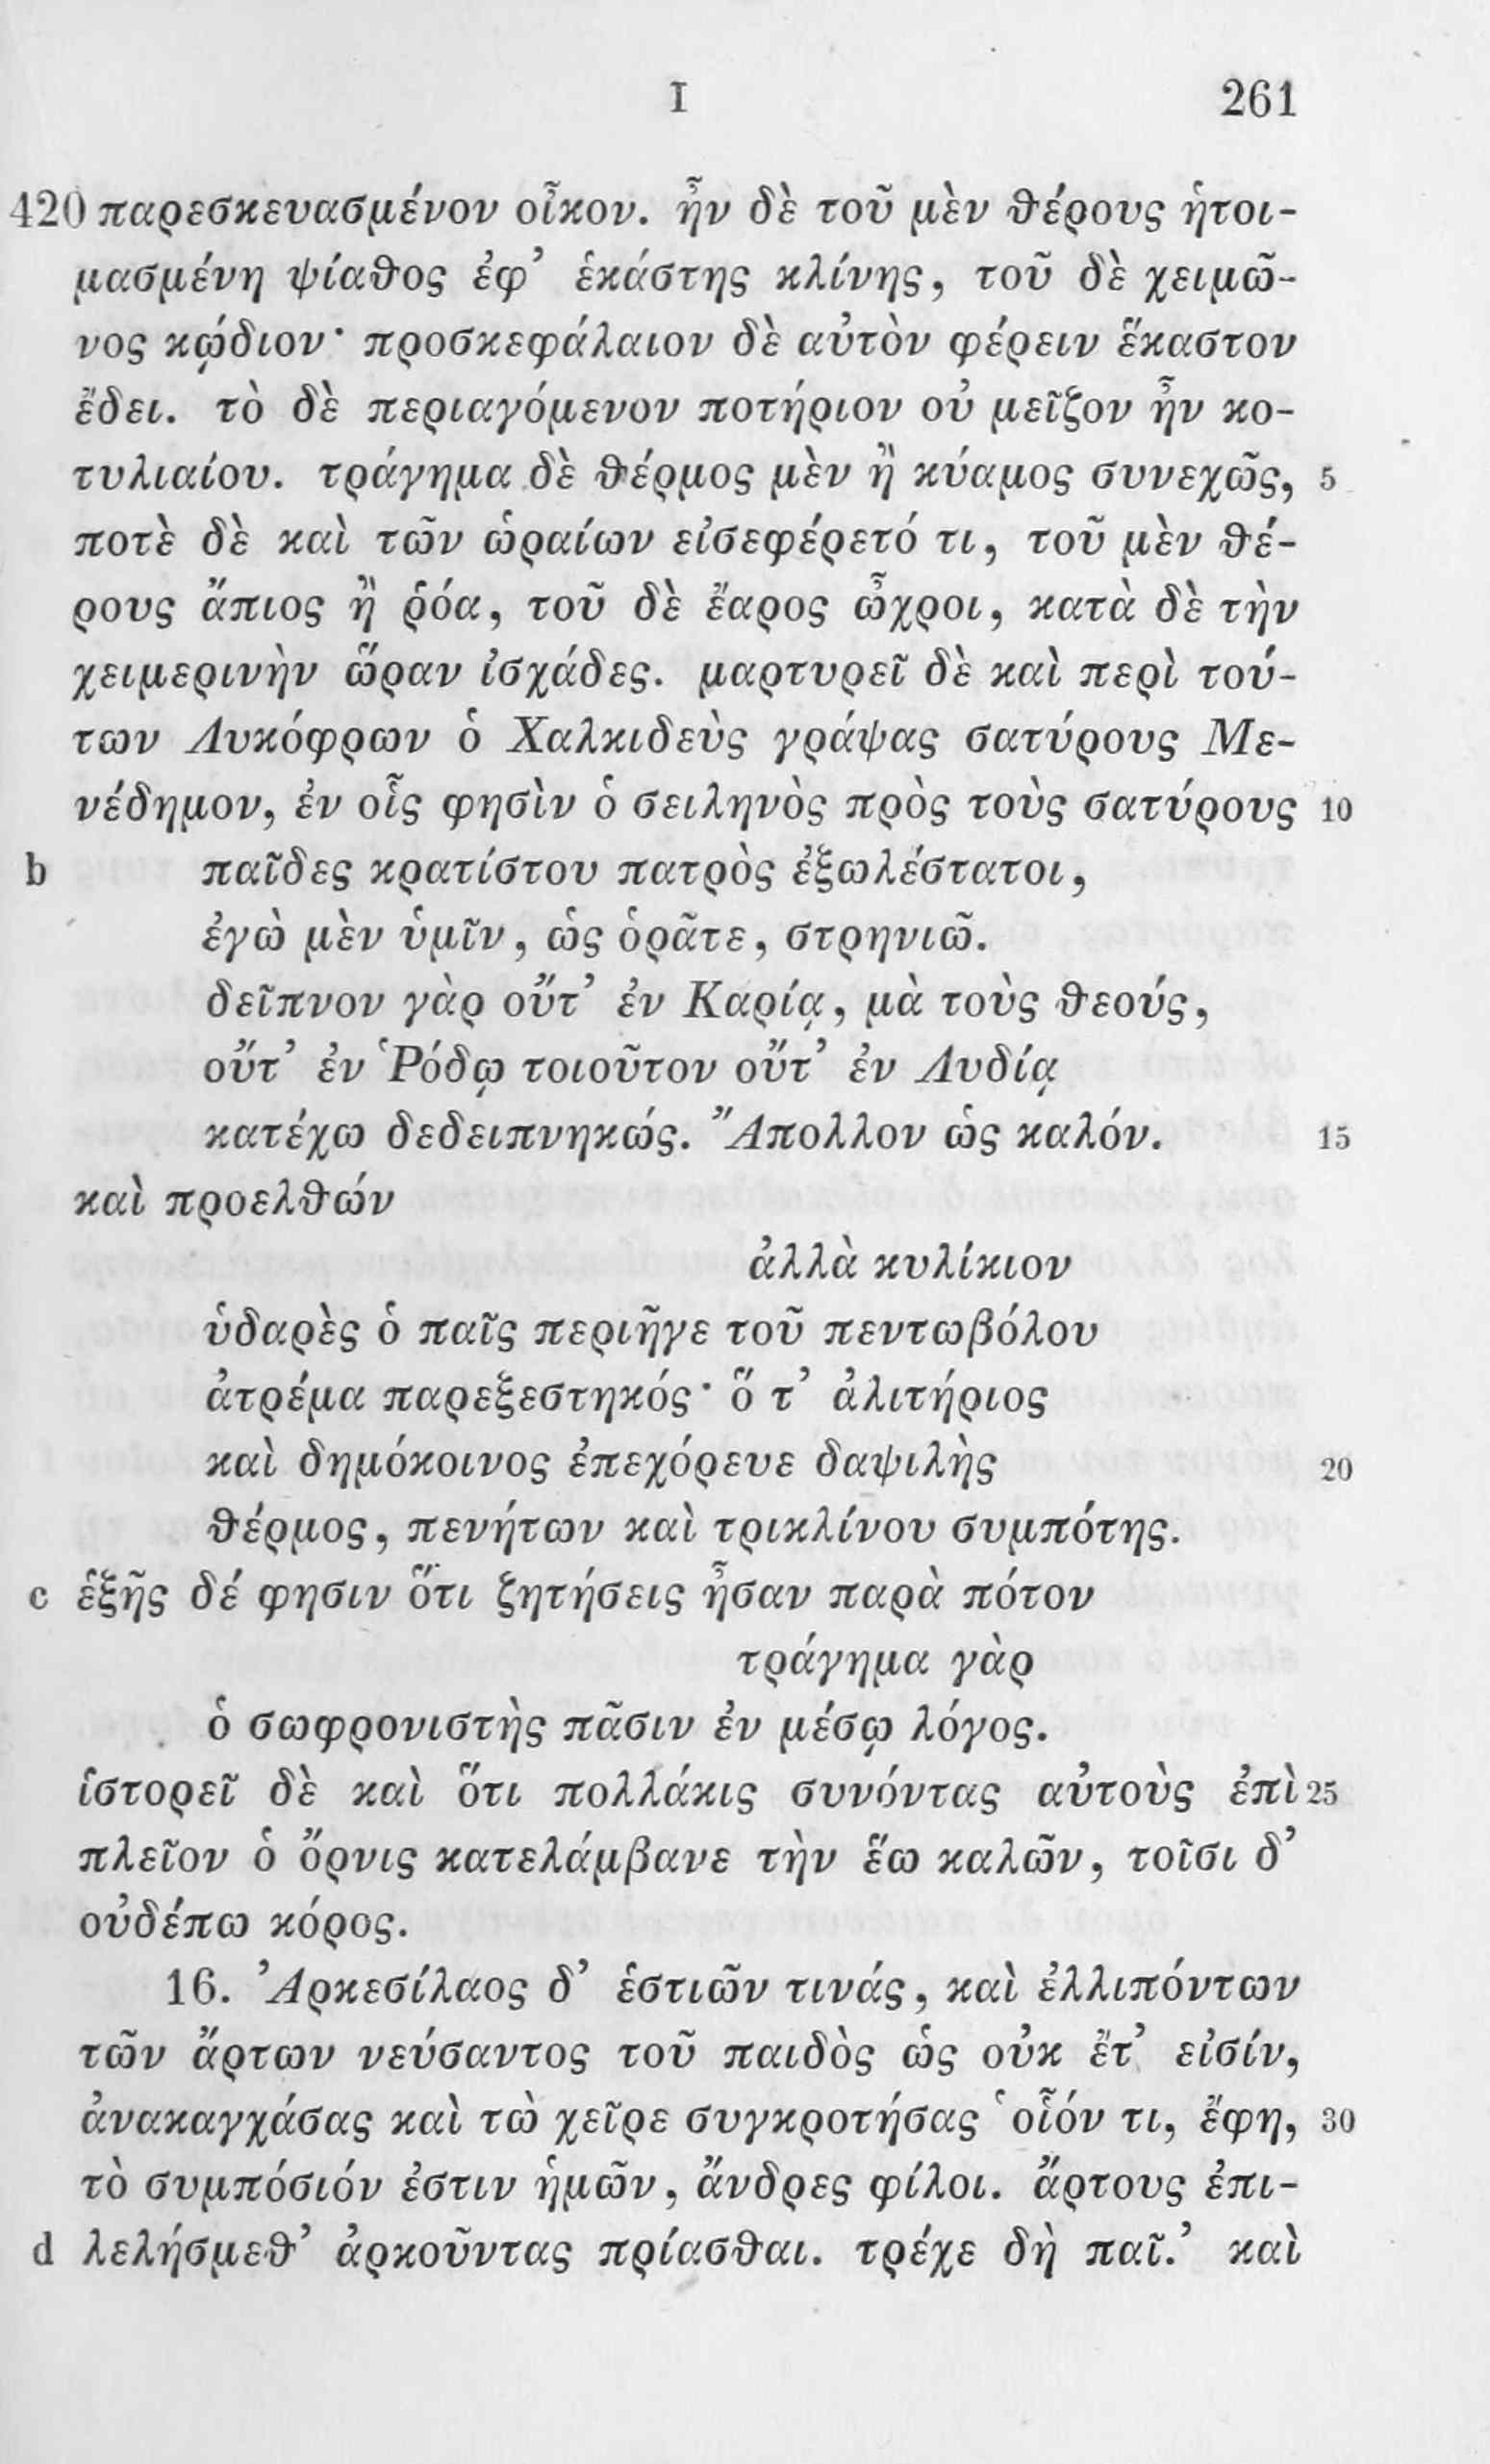 I 261
420 παρεσκευασμένον οἶκον. ἦν δὲ τοῦ μὲν θέρους ἡτοι-
μασμένη ψίαθος ἐφ’ ἑκάστης κλίνης, τοῦ δὲ χειμῶ-
νος κῴδιον· προσκεφάλαιον δὲ αὑτὸν φέρειν ἕκαστον
ἔδει. τὸ δὲ περιαγόμενον ποτήριον οὐ μεῖζον ἦν κο-
τυλιαίου. τράγημα δὲ θέρμος μὲν ἢ κύαμος συνεχῶς, 5
ποτὲ δὲ καὶ τῶν ὡραίων εἰσεφέρετό τι, τοῦ μὲν θέ-
ρους ἄπιος ἢ ῥόα, τοῦ δὲ ἔαρος ὦχροι, κατὰ δὲ τὴν
χειμερινὴν ὥραν ἰσχάδες. μαρτυρεῖ δὲ καὶ περὶ τού-
των Λυκόφρων ὁ Χαλκιδεὺς γράψας σατύρους Με-
νέδημον, ἐν οἷς φησὶν ὁ σειληνὸς πρὸς τοὺς σατύρους 10
b παῖδες κρατίστου πατρὸς ἐξωλέστατοι,
ἐγὼ μὲν ὑμῖν, ὡς ὁρᾶτε, στρηνιῶ.
δεῖπνον γὰρ οὔτ’ ἐν Καρίᾳ, μὰ τοὺς θεούς,
οὔτ’ ἐν Ῥόδῳ τοιοῦτον οὔτ’ ἐν Λυδίᾳ
κατέχω δεδειπνηκώς. Ἄπολλον ὡς καλόν. 15
καὶ προελθών
ἀλλὰ κυλίκιον
ὑδαρὲς ὁ παῖς περιῆγε τοῦ πεντωβόλου
ἀτρέμα παρεξεστηκός· ὅ τ’ ἀλιτήριος
καὶ δημόκοινος ἐπεχόρευε δαψιλὴς 20
θέρμος, πενήτων καὶ τρικλίνου συμπότης.
c ἑξῆς δέ φησιν ὅτι ζητήσεις ἦσαν παρὰ πότον
τράγημα γὰρ
ὁ σωφρονιστὴς πᾶσιν ἐν μέσῳ λόγος.
ἱστορεῖ δὲ καὶ ὅτι πολλάκις συνόντας αὐτοὺς ἐπὶ 25
πλεῖον ὁ ὄρνις κατελάμβανε τὴν ἕω καλῶν, τοῖσι δ’
οὐδέπω κόρος.
16. Ἀρκεσίλαος δ’ ἑστιῶν τινάς, καὶ ἐλλιπόντων
τῶν ἄρτων νεύσαντος τοῦ παιδὸς ὡς οὐκ ἔτ’ εἰσίν,
ἀνακαγχάσας καὶ τὼ χεῖρε συγκροτήσας ‘οἷόν τι, ἔφη, 30
τὸ συμπόσιόν ἐστιν ἡμῶν, ἄνδρες φίλοι. ἄρτους ἐπι-
d λελήσμεθ’ ἀρκοῦντας πρίασθαι. τρέχε δὴ παῖ.’ καὶ